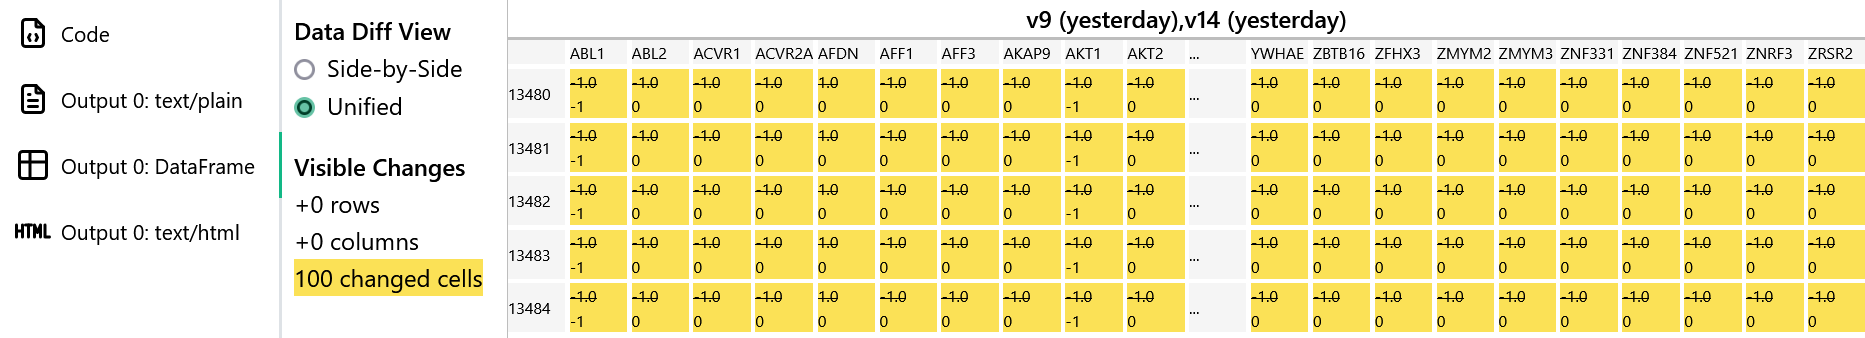 Code
Output 0: text/plain
Output 0: DataFrame
HTML Output 0: text/html
Data Diff View
Side-by-Side
Unified
Visible Changes
+0 rows
+0 columns
100 changed cells
v9 (yesterday),v14 (yesterday)
ABL1 ABL2 ACVR1 ACVR2A AFDN AFF1 AFF3 AKAP9 AKT1 AKT2 ... YWHAE ZBTB16 ZFHX3 ZMYM2 ZMYM3 ZNF331 ZNF384 ZNF521 ZNRF3 ZRSR2
-1.0 -1.0 -1.0 -1.0 1.0 -1.0 -1.0 -1.0 -1.0 -1.0 -1.0 -1.0 -1.0 -1.0 -1.0 -1.0 -1.0 -1.0 -1.0 -1.0
13480 ...
-1 0 0 0 0 0 0 0 -1 0 0 0 0 0 0 0 0 0 0 0
-1.0 -1.0 -1.0 -1.0 1.0 -1.0 -1.0 -1.0 -1.0 -1.0 -1.0 -1.0 -1.0 -1.0 -1.0 -1.0 -1.0 -1.0 -1.0 -1.0
13481 ...
-1 0 0 0 0 0 0 0 -1 0 0 0 0 0 0 0 0 0 0 0
-1.0 -1.0 -1.0 -1.0 1.0 -1.0 -1.0 -1.0 -1.0 -1.0 -1.0 -1.0 -1.0 -1.0 -1.0 -1.0 -1.0 -1.0 -1.0 -1.0
13482 ...
-1 0 0 0 0 0 0 0 -1 0 0 0 0 0 0 0 0 0 0 0
-1.0 -1.0 -1.0 -1.0 1.0 -1.0 -1.0 -1.0 -1.0 -1.0 -1.0 -1.0 -1.0 -1.0 -1.0 -1.0 -1.0 -1.0 -1.0 -1.0
13483 ...
-1 0 0 0 0 0 0 0 -1 0 0 0 0 0 0 0 0 0 0 0
-1.0 -1.0 -1.0 -1.0 1.0 -1.0 -1.0 -1.0 -1.0 -1.0 -1.0 -1.0 -1.0 -1.0 -1.0 -1.0 -1.0 -1.0 -1.0 -1.0
13484 ...
-1 0 0 0 0 0 0 0 -1 0 0 0 0 0 0 0 0 0 0 0